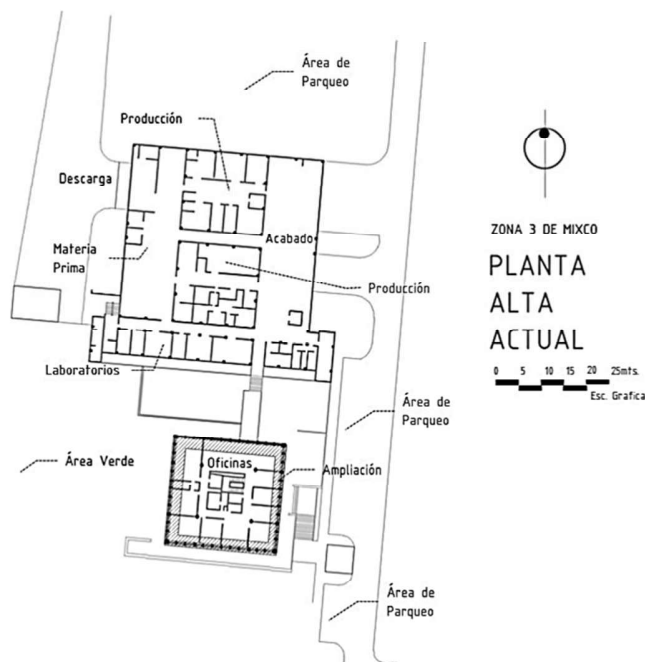 Área de
Parqueo
Producción
Descarga
Acabado
Materia
Prima
Producción
Laboratorios
Área de
Parqueo
Área Verde
Oficinas
Ampliación
Área de
Parqueo
ZONA 3 DE MIXCO
PLANTA
ALTA
ACTUAL
0 5 10 15 20 25mts.
Esc. Grafica